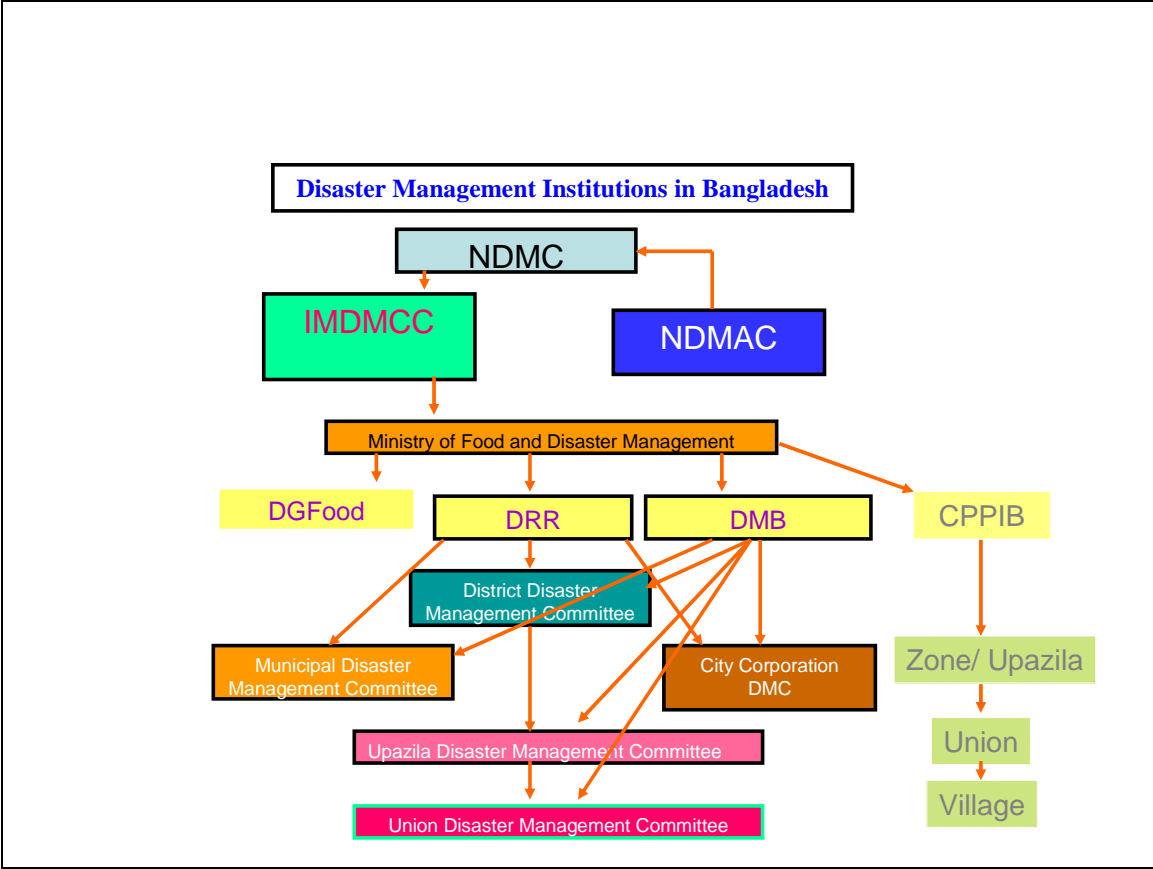 Disaster Management Institutions in Bangladesh
NDMC
IMDMCC
NDMAC
Ministry of Food and Disaster Management
DGFood
DRR
DMB
CPPIB
District Disaster
Management Committee
Municipal Disaster
Management Committee
City Corporation
DMC
Zone/ Upazila
Upazila Disaster Management Committee
Union
Village
Union Disaster Management Committee